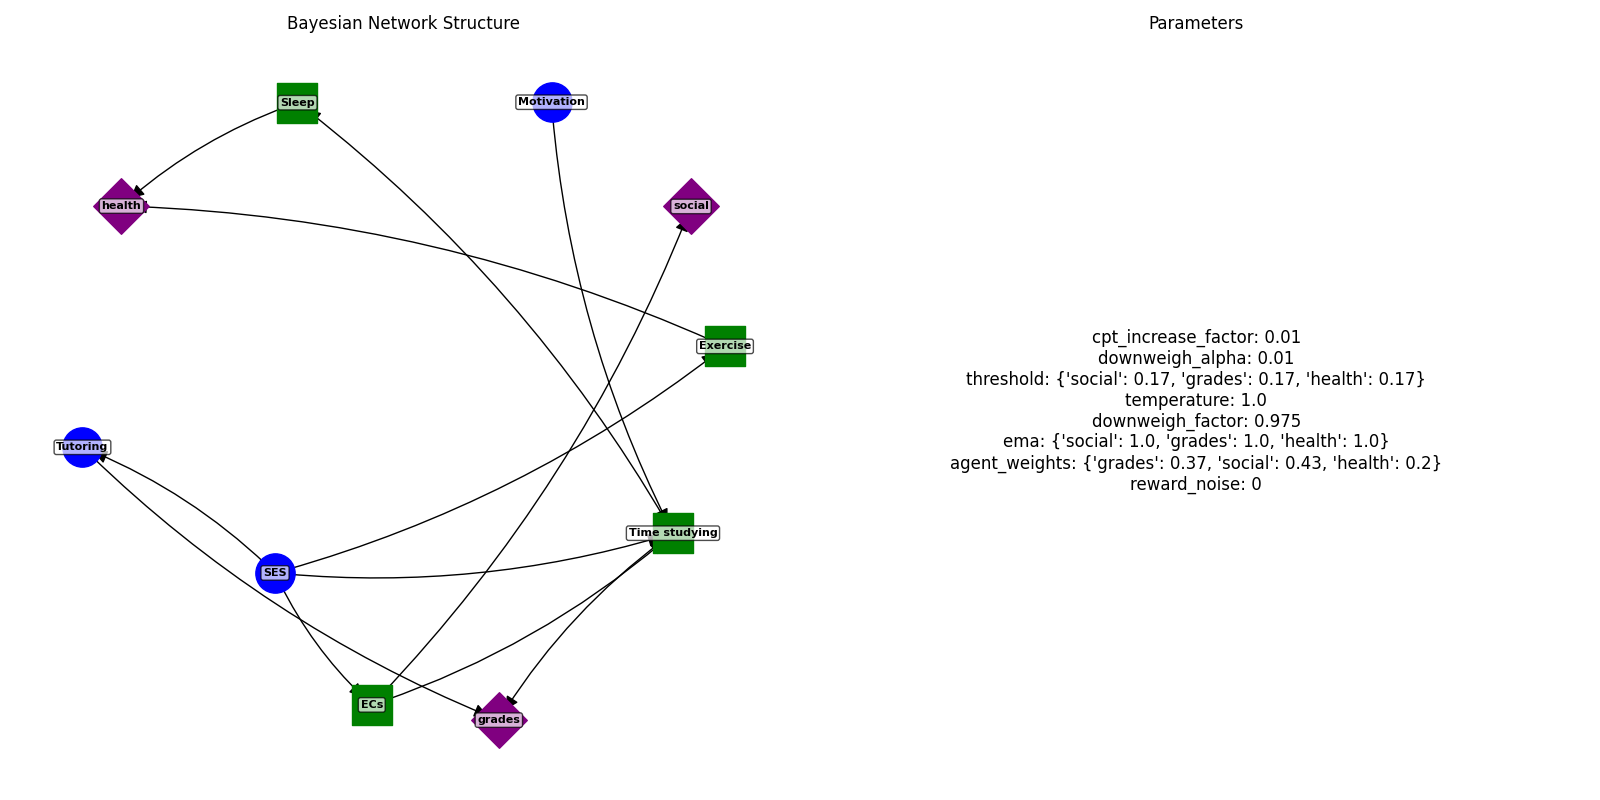 Bayesian Network Structure
Parameters
Sleep
Motivation
health
social
Exercise
Tutoring
Time studying
SES
ECs
grades
cpt_increase_factor: 0.01
downweigh_alpha: 0.01
threshold: {'social': 0.17, 'grades': 0.17, 'health': 0.17}
temperature: 1.0
downweigh_factor: 0.975
ema: {'social': 1.0, 'grades': 1.0, 'health': 1.0}
agent_weights: {'grades': 0.37, 'social': 0.43, 'health': 0.2}
reward_noise: 0